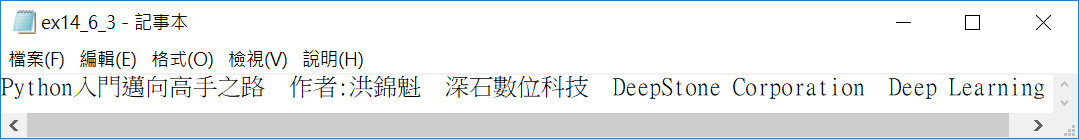 ex14_6_3 - 記事本
檔案(F) 編輯(E) 格式(O) 檢視(V) 說明(H)
Python入門邁向高手之路 作者:洪錦魁 深石數位科技 DeepStone Corporation Deep Learning